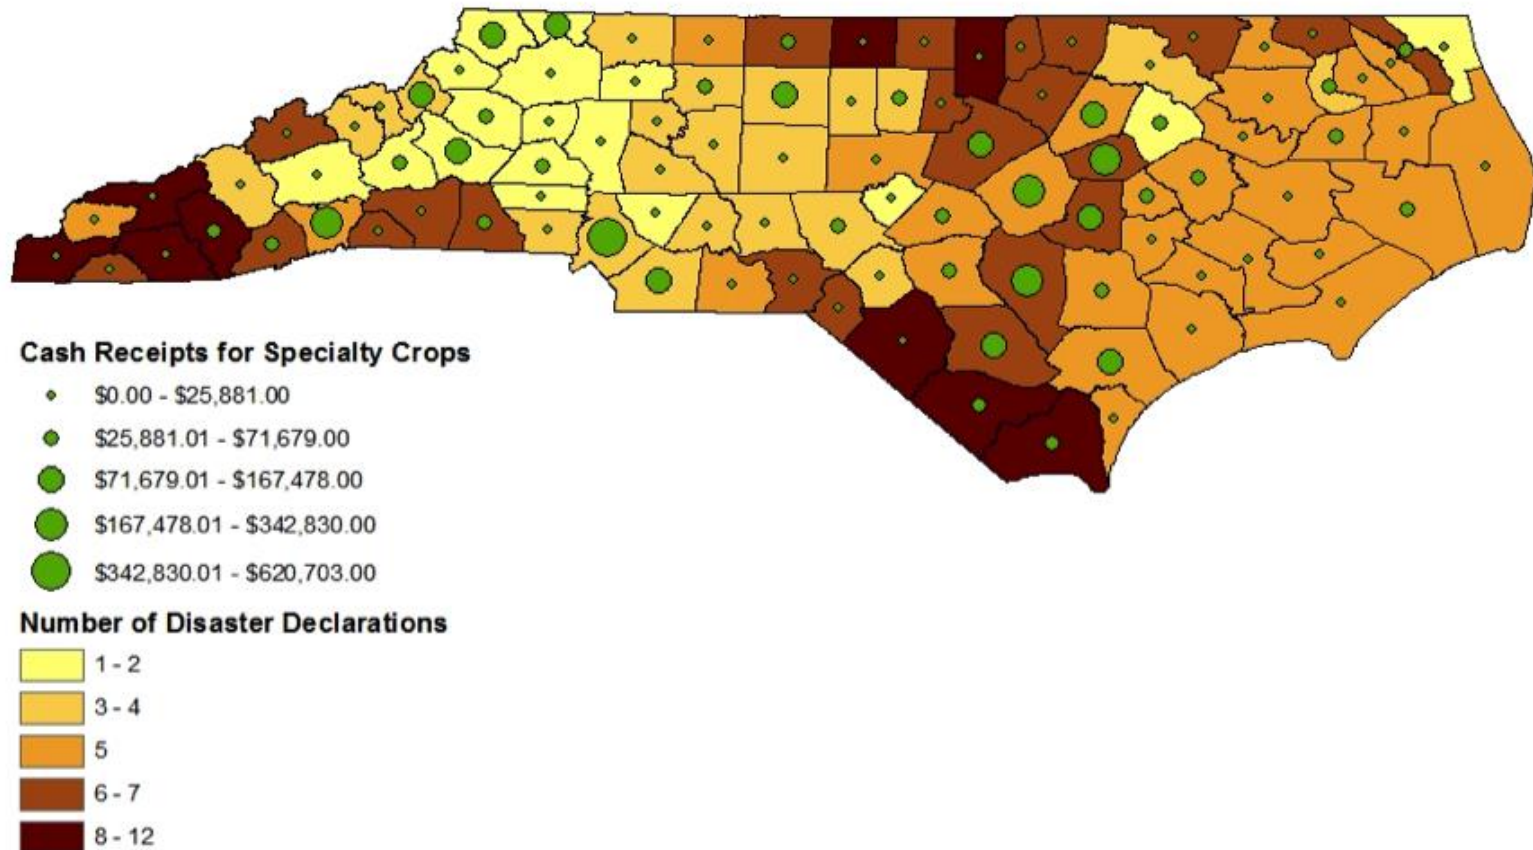 Cash Receipts for Specialty Crops
$0.00 - $25,881.00
$25,881.01 - $71,679.00
$71,679.01 - $167,478.00
$167,478.01 - $342,830.00
$342,830.01 - $620,703.00
Number of Disaster Declarations
1 - 2
3 - 4
5
6 - 7
8 - 12